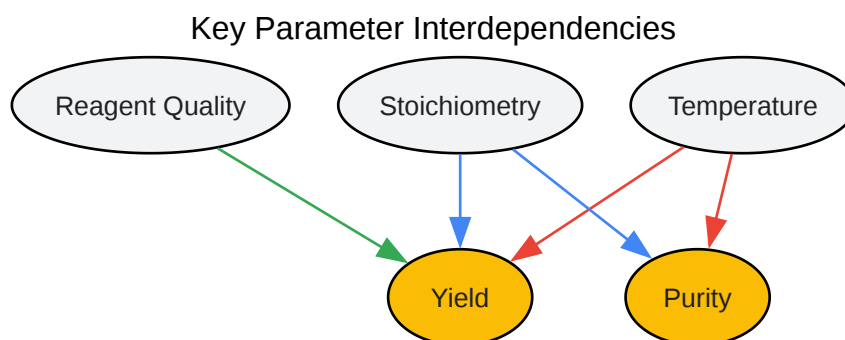 Key Parameter Interdependencies
Reagent Quality
Stoichiometry
Temperature
Yield
Purity